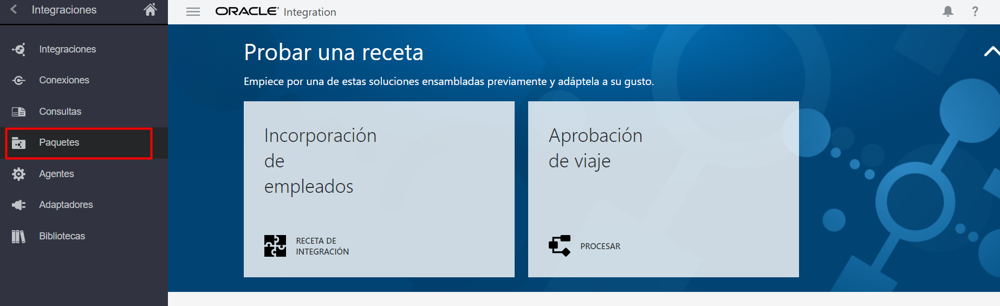 Integraciones
Integraciones
Conexiones
Consultas
Paquetes
Agentes
Adaptadores
Bibliotecas
ORACLE® Integration
?
Probar una receta
Empiece por una de estas soluciones ensambladas previamente y adáptela a su gusto.
Incorporación
de
empleados
RECETA DE
INTEGRACIÓN
Aprobación
de viaje
PROCESAR